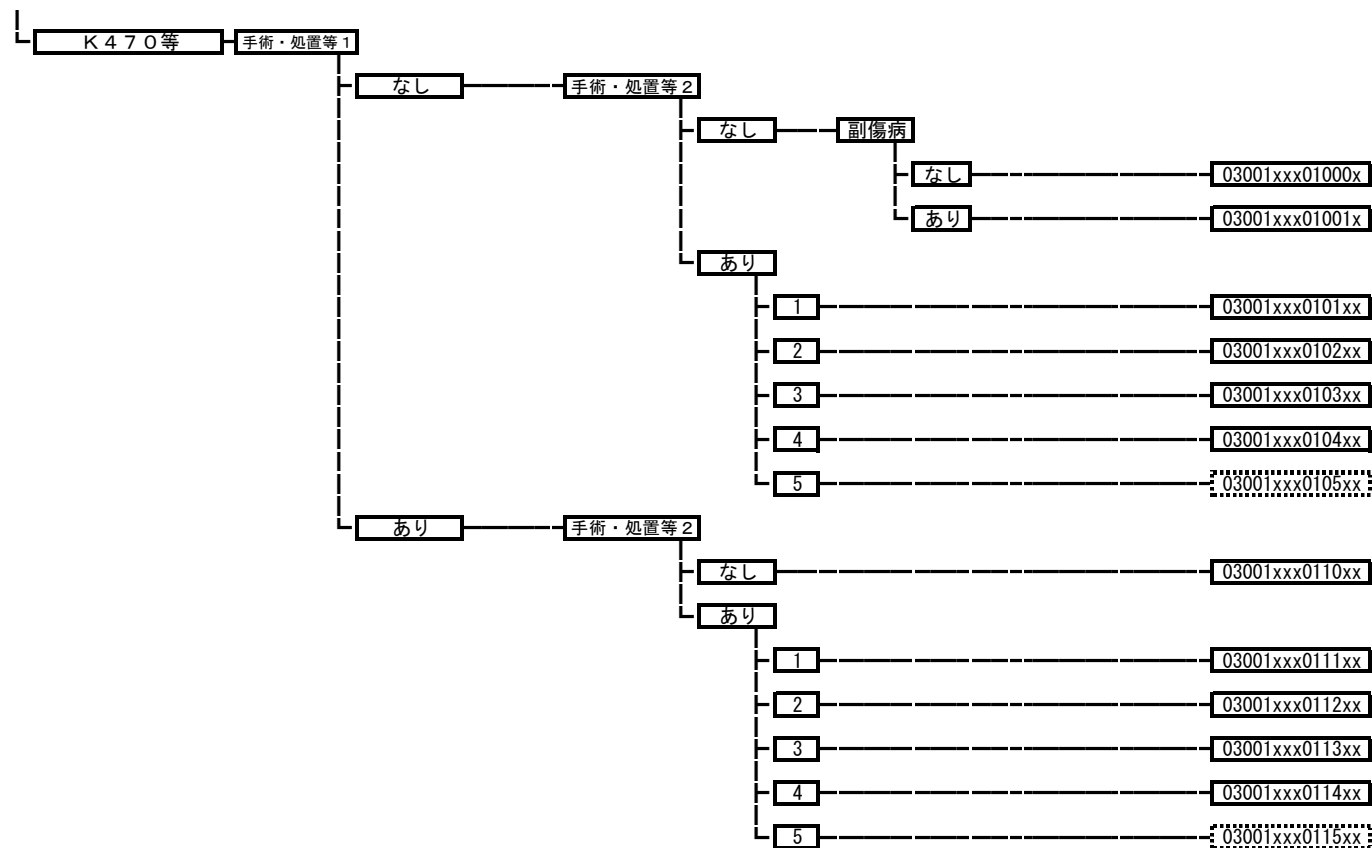 Ｋ４７０等 手術・処置等１
なし 手術・処置等２
なし 副傷病
なし 03001xxx01000x
あり 03001xxx01001x
あり
1 03001xxx0101xx
2 03001xxx0102xx
3 03001xxx0103xx
4 03001xxx0104xx
5 03001xxx0105xx
あり 手術・処置等２
なし 03001xxx0110xx
あり
1 03001xxx0111xx
2 03001xxx0112xx
3 03001xxx0113xx
4 03001xxx0114xx
5 03001xxx0115xx